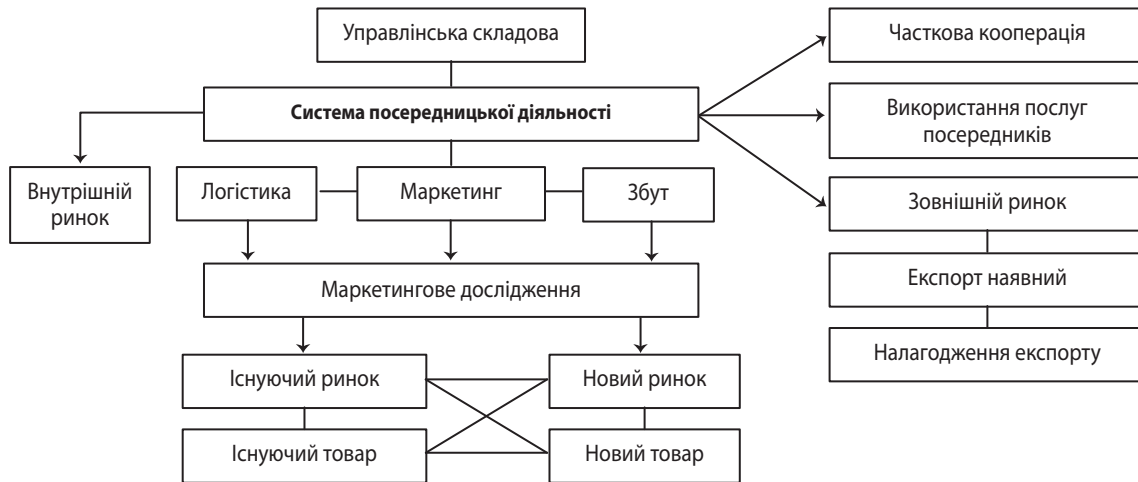 Управлінська складова
Часткова кооперація
Система посередницької діяльності
Використання послуг
посередників
Внутрішній
ринок
Логістика
Маркетинг
Збут
Зовнішній ринок
Маркетингове дослідження
Експорт наявний
Налагодження експорту
Існуючий ринок
Новий ринок
Існуючий товар
Новий товар